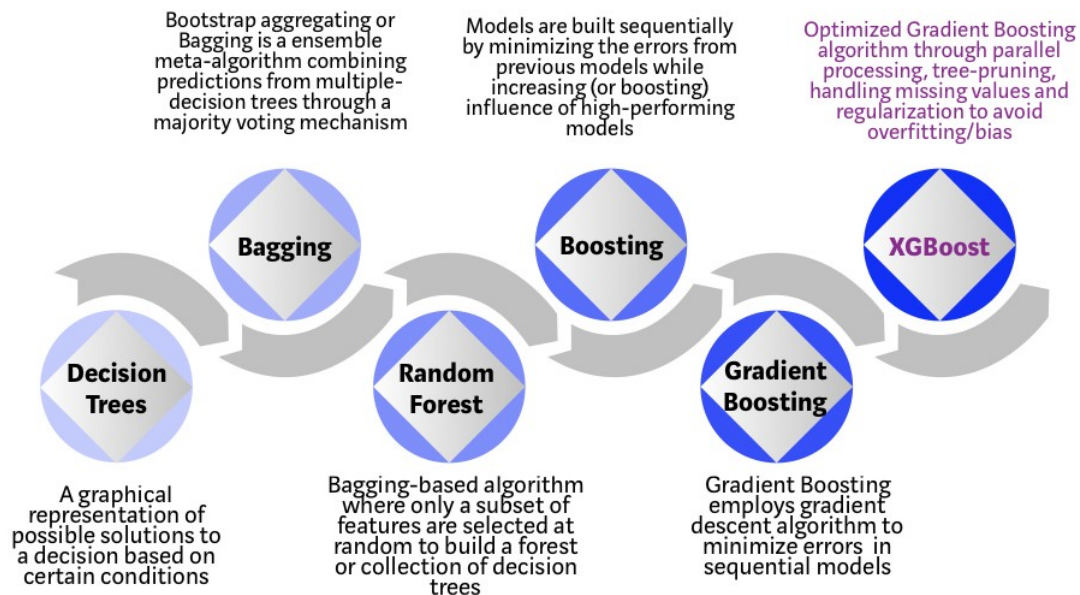 Bootstrap aggregating or
Bagging is a ensemble
meta-algorithm combining
predictions from multiple-
decision trees through a
majority voting mechanism
Models are built sequentially
by minimizing the errors from
previous models while
increasing (or boosting)
influence of high-performing
models
Optimized Gradient Boosting
algorithm through parallel
processing, tree-pruning,
handling missing values and
regularization to avoid
overfitting/bias
Bagging
Boosting
XGBoost
Decision
Trees
Random
Forest
Gradient
Boosting
A graphical
representation of
possible solutions to
a decision based on
certain conditions
Bagging-based algorithm
where only a subset of
features are selected at
random to build a forest
or collection of decision
trees
Gradient Boosting
employs gradient
descent algorithm to
minimize errors in
sequential models